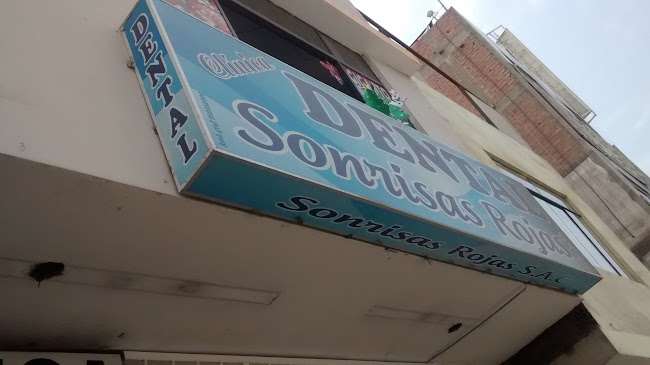 DENTAL
Clínica
DENTAL
Sonrisas Rojas
Sonrisas Rojas S.A.C.